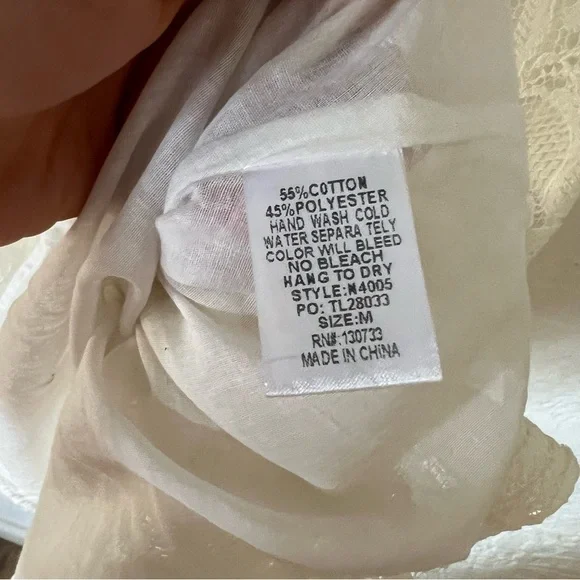 55%COTTON
45%POLYESTER
HAND WASH COLD
WATER SEPARA TELY
COLOR WILL BLEED
NO BLEACH
HANG TO DRY
STYLE:N4005
PO: TL28033
SIZE:M
RN#:130733
MADE IN CHINA